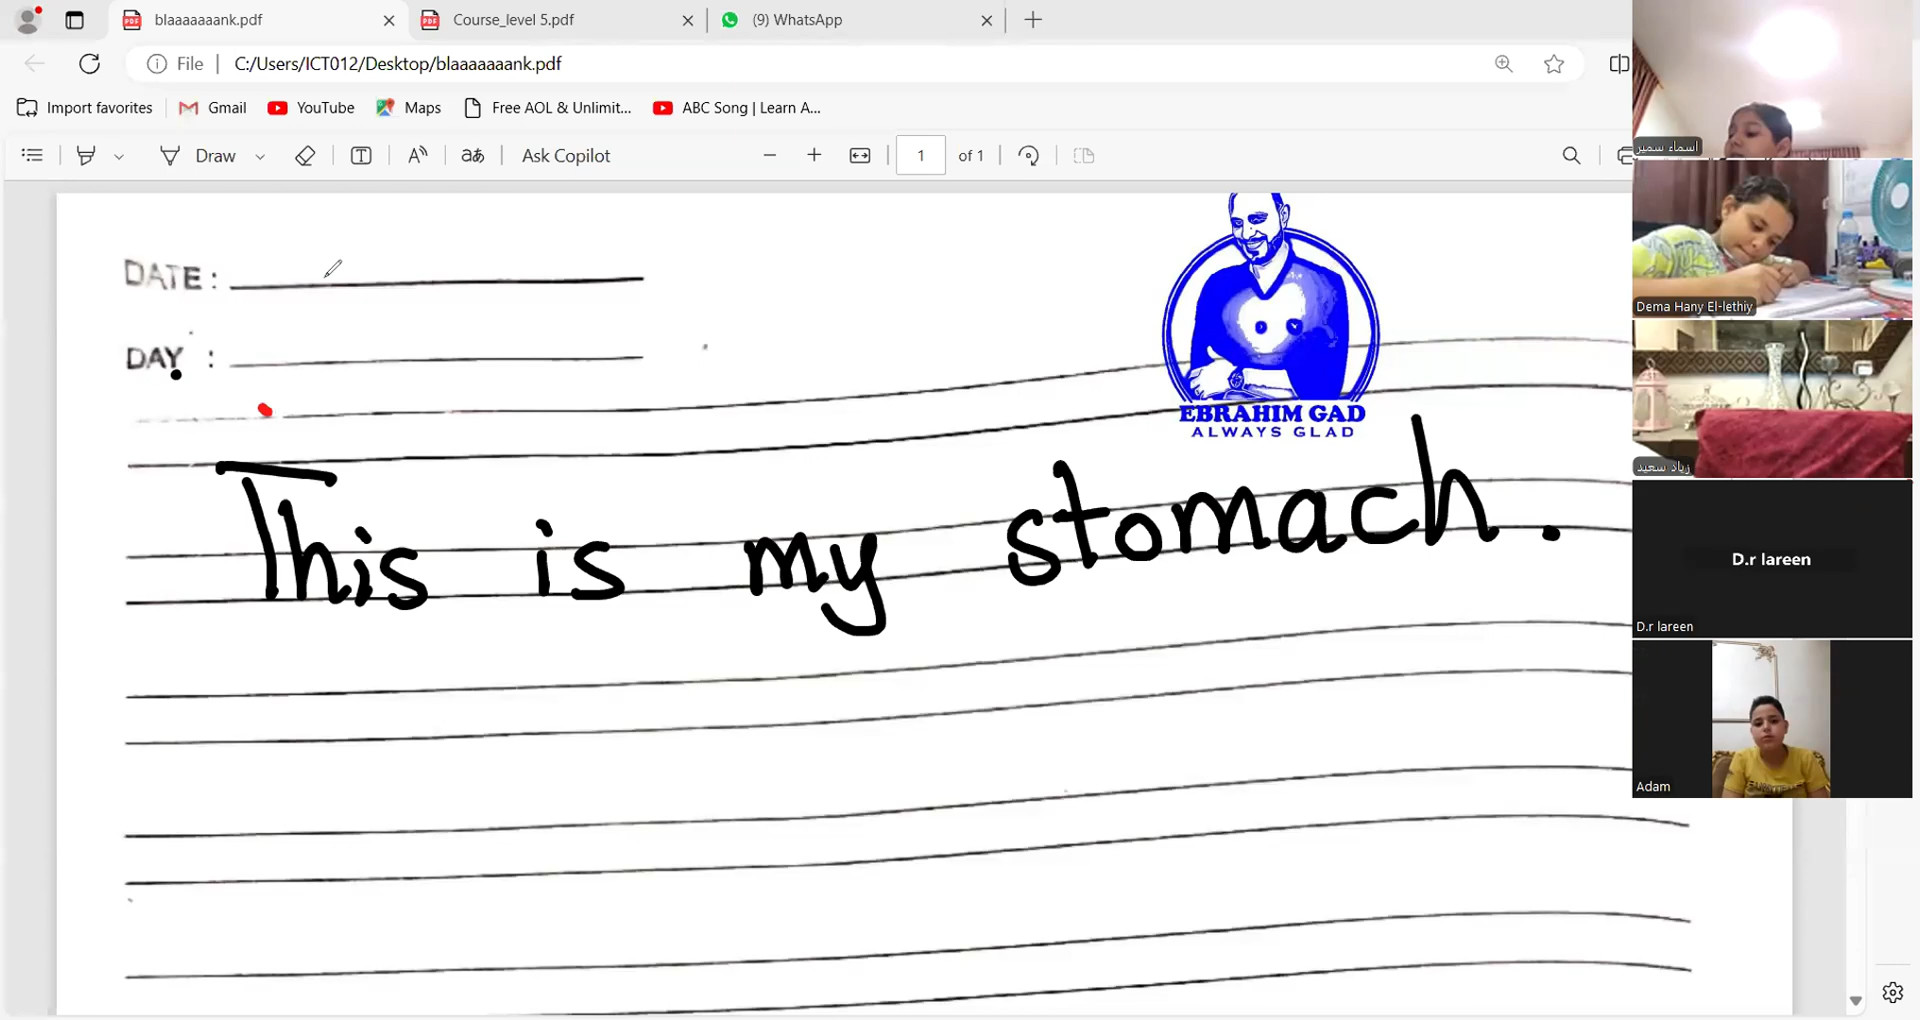 blaaaaaaank.pdf
Course_level 5.pdf
(9) WhatsApp
File
C:/Users/ICT012/Desktop/blaaaaaaank.pdf
Import favorites
Gmail
YouTube
Maps
Free AOL & Unlimit...
ABC Song | Learn A...
Draw
Ask Copilot
1 of 1
DATE :
DAY :
EBRAHIM GAD
ALWAYS GLAD
This is my stomach.
اسماء سمير
Dema Hany El-lethiy
زياد سعيد
D.r lareen
D.r lareen
Adam